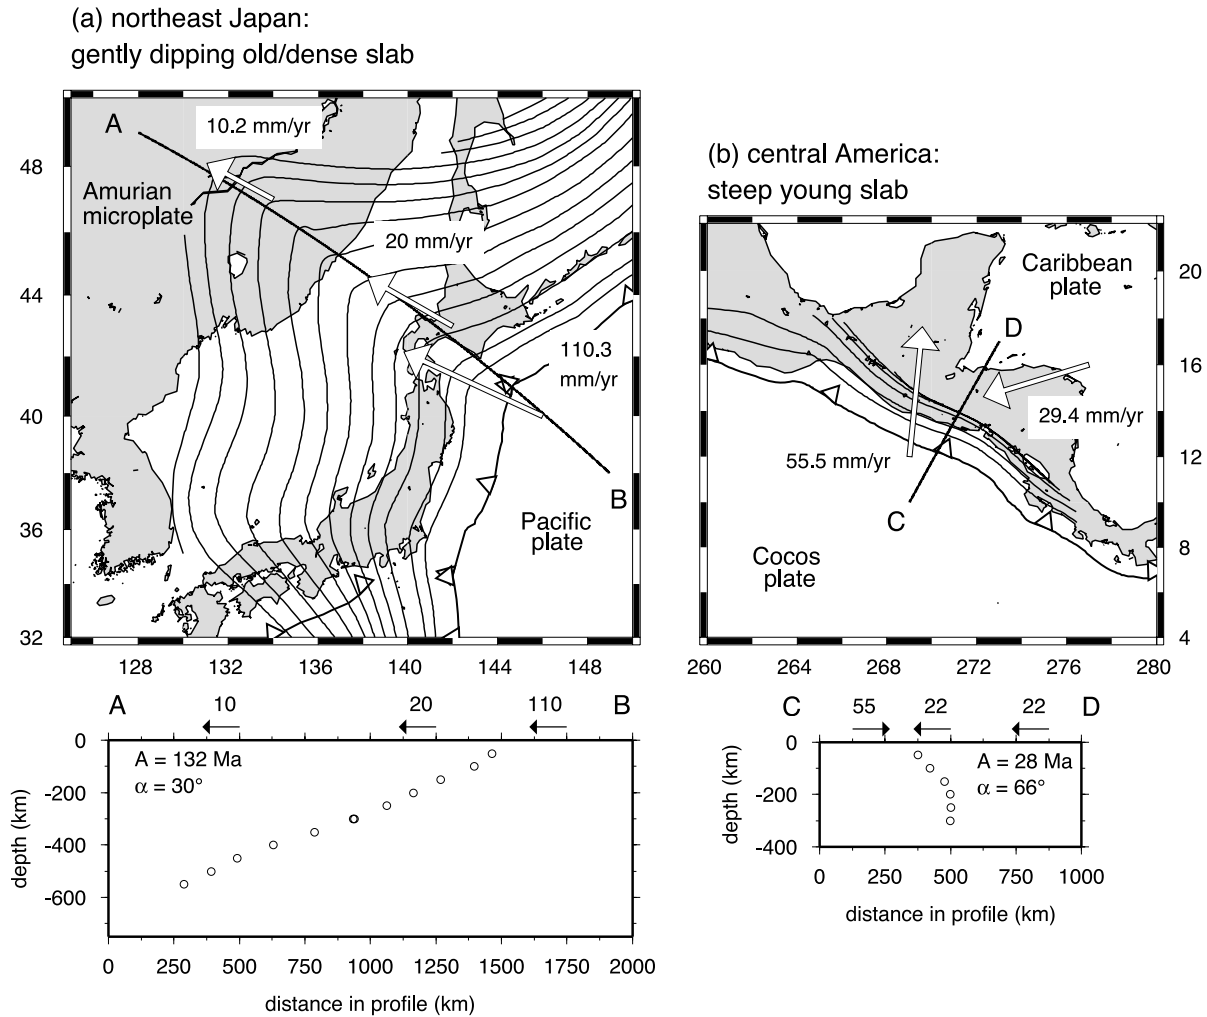 (a) northeast Japan:
gently dipping old/dense slab
A
10.2 mm/yr
48
Amurian
microplate
20 mm/yr
44
110.3
mm/yr
40
B
Pacific
plate
36
32
128
132
136
140
144
148
A
10
20
110
B
0
A = 132 Ma
α = 30°
-200
-400
-600
depth (km)
0
250
500
750
1000
1250
1500
1750
2000
distance in profile (km)
(b) central America:
steep young slab
Caribbean
plate
20
D
16
29.4 mm/yr
55.5 mm/yr
12
C
Cocos
plate
8
4
260
264
268
272
276
280
C
55
22
22
D
0
A = 28 Ma
α = 66°
-200
-400
depth (km)
0
250
500
750
1000
distance in profile (km)